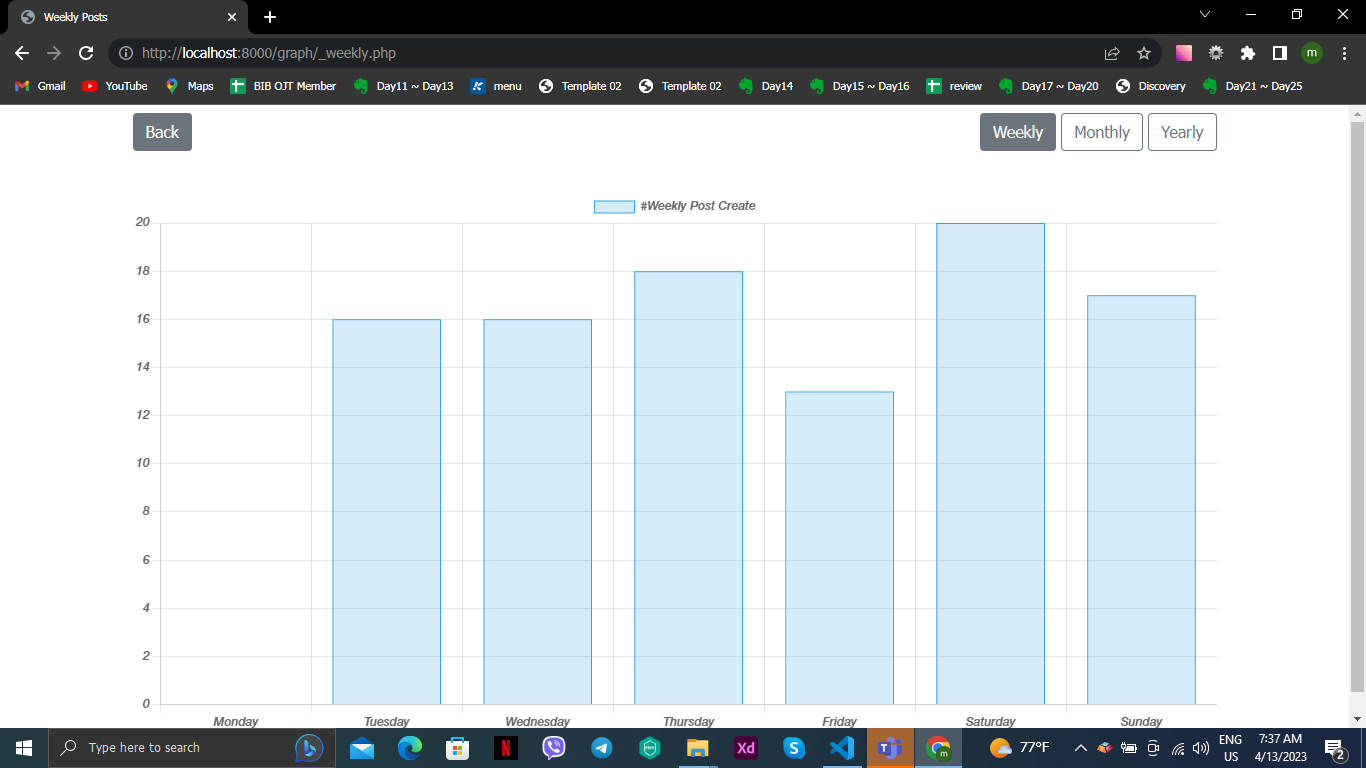 Weekly Posts
http://localhost:8000/graph/_weekly.php
m
Gmail YouTube Maps BIB OJT Member Day11 ~ Day13 menu Template 02 Template 02 Day14 Day15 ~ Day16 review Day17 ~ Day20 Discovery Day21 ~ Day25
Back Weekly Monthly Yearly
#Weekly Post Create
20
18
16
14
12
10
8
6
4
2
0
Monday Tuesday Wednesday Thursday Friday Saturday Sunday
Type here to search
N
Xd
S
m
77°F
ENG
US
7:37 AM
4/13/2023
2